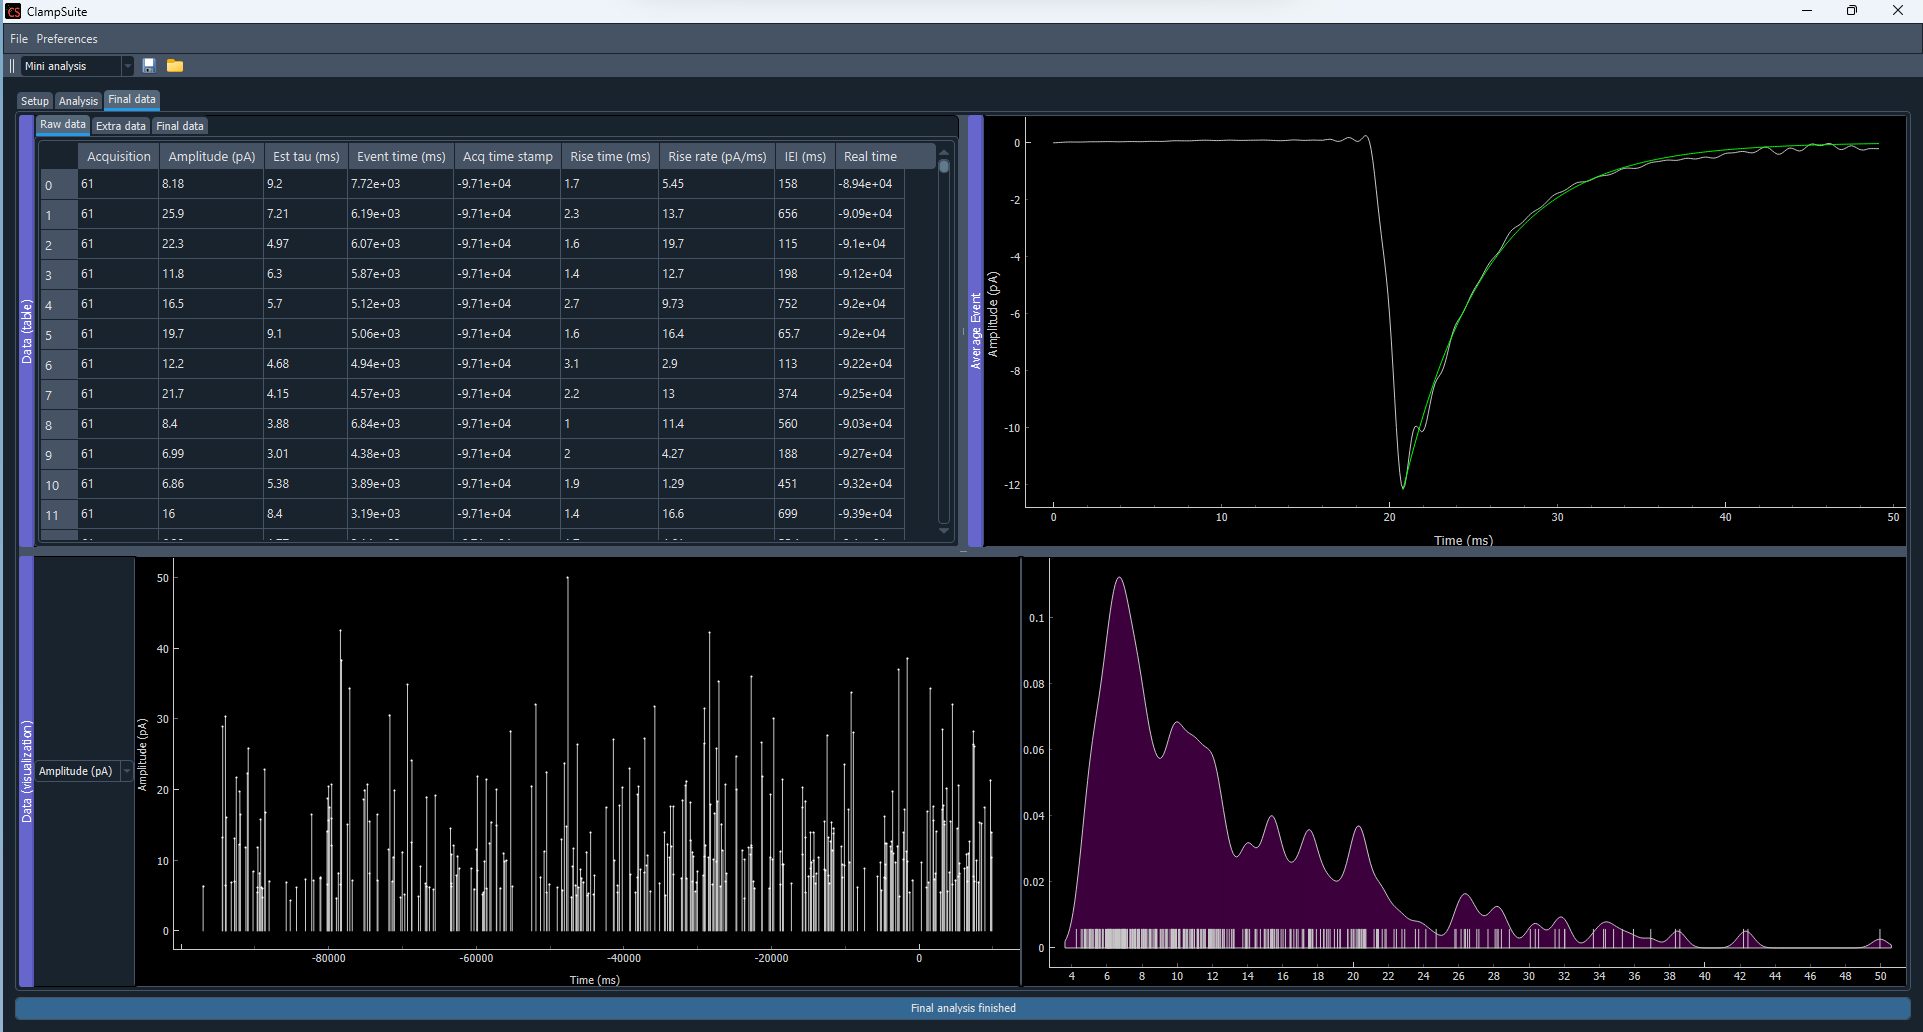 CS ClampSuite
File Preferences
Mini analysis
Setup Analysis Final data
Raw data Extra data Final data
Data (table)
Acquisition Amplitude (pA) Est tau (ms) Event time (ms) Acq time stamp Rise time (ms) Rise rate (pA/ms) IEI (ms) Real time
0 61 8.18 9.2 7.72e+03 -9.71e+04 1.7 5.45 158 -8.94e+04
1 61 25.9 7.21 6.19e+03 -9.71e+04 2.3 13.7 656 -9.09e+04
2 61 22.3 4.97 6.07e+03 -9.71e+04 1.6 19.7 115 -9.1e+04
3 61 11.8 6.3 5.87e+03 -9.71e+04 1.4 12.7 198 -9.12e+04
4 61 16.5 5.7 5.12e+03 -9.71e+04 2.7 9.73 752 -9.2e+04
5 61 19.7 9.1 5.06e+03 -9.71e+04 1.6 16.4 65.7 -9.2e+04
6 61 12.2 4.68 4.94e+03 -9.71e+04 3.1 2.9 113 -9.22e+04
7 61 21.7 4.15 4.57e+03 -9.71e+04 2.2 13 374 -9.25e+04
8 61 8.4 3.88 6.84e+03 -9.71e+04 1 11.4 560 -9.03e+04
9 61 6.99 3.01 4.38e+03 -9.71e+04 2 4.27 188 -9.27e+04
10 61 6.86 5.38 3.89e+03 -9.71e+04 1.9 1.29 451 -9.32e+04
11 61 16 8.4 3.19e+03 -9.71e+04 1.4 16.6 699 -9.39e+04
Average Event
Amplitude (pA)
0
-2
-4
-6
-8
-10
-12
0 10 20 30 40 50
Time (ms)
Data (visualization)
Amplitude (pA)
Amplitude (pA)
50
40
30
20
10
0
-80000 -60000 -40000 -20000 0
Time (ms)
0.1
0.08
0.06
0.04
0.02
0
4 6 8 10 12 14 16 18 20 22 24 26 28 30 32 34 36 38 40 42 44 46 48 50
Final analysis finished